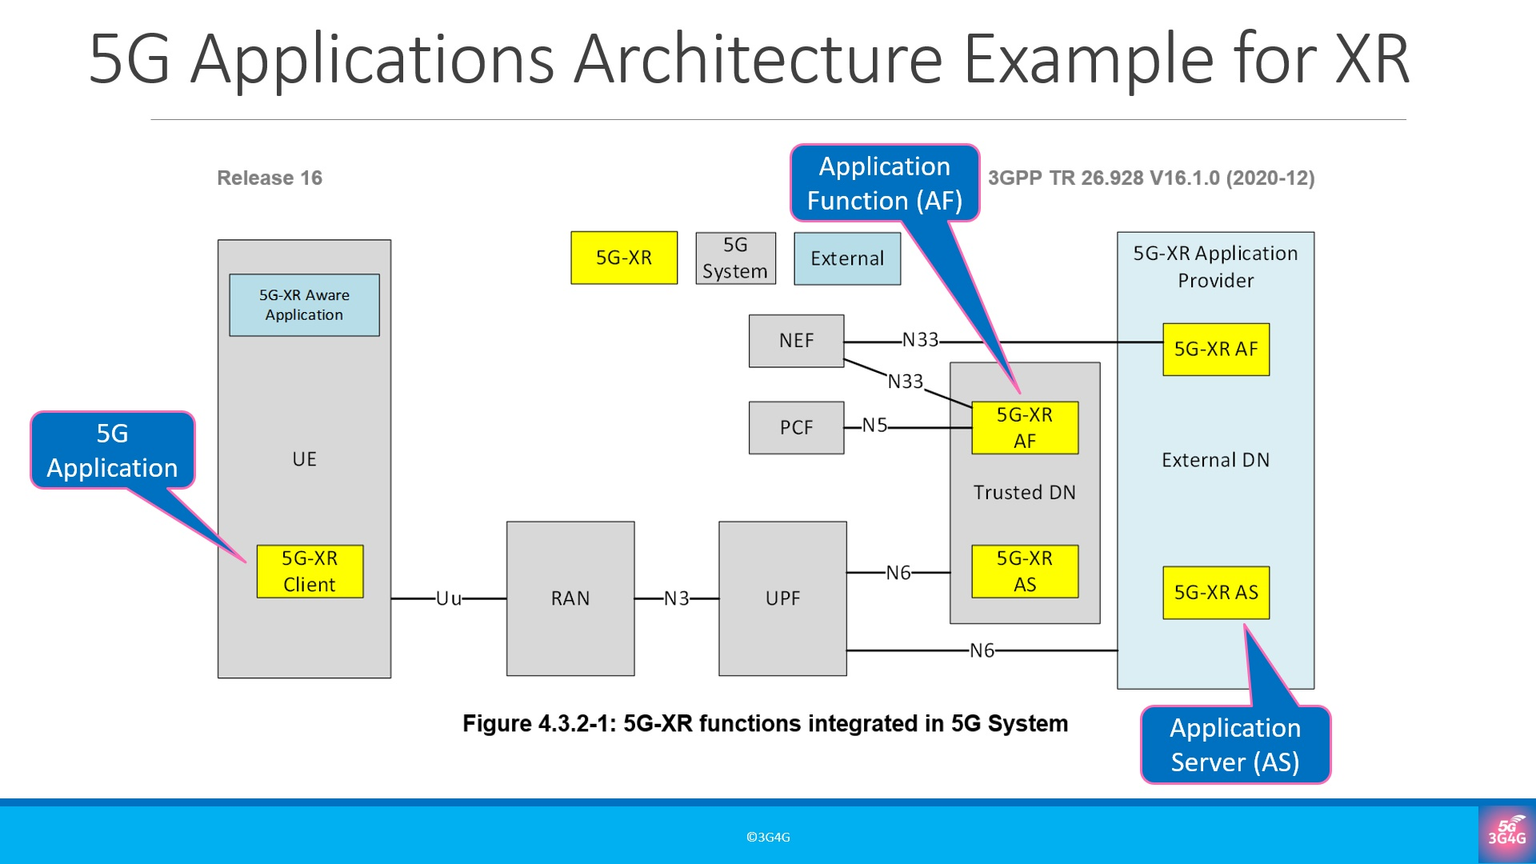 5G Applications Architecture Example for XR
Release 16
3GPP TR 26.928 V16.1.0 (2020-12)
Application
Function (AF)
5G-XR
5G
System
External
5G-XR Aware
Application
5G-XR Application
Provider
NEF
N33
5G-XR AF
N33
PCF
N5
5G-XR
AF
5G
Application
UE
Trusted DN
External DN
5G-XR
Client
Uu
RAN
N3
UPF
N6
5G-XR
AS
5G-XR AS
N6
Figure 4.3.2-1: 5G-XR functions integrated in 5G System
Application
Server (AS)
©3G4G
5G
3G4G